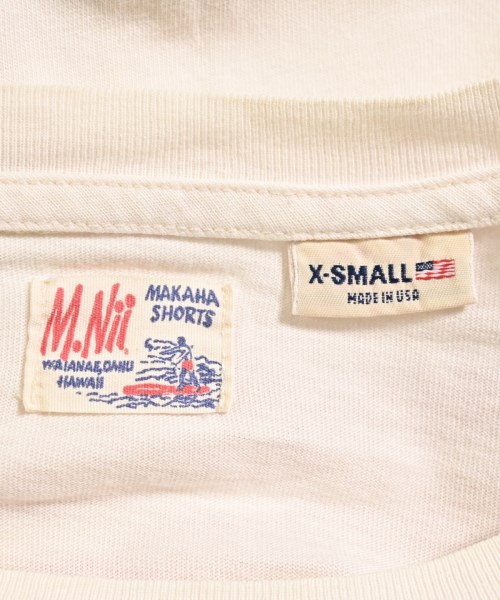 M.Nii
MAKAHA
SHORTS
WAIANAE, OAHU
HAWAII
X-SMALL
MADE IN USA